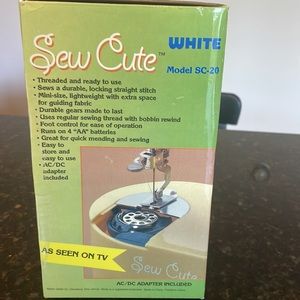 Sew Cute™
WHITE
Model SC-20
• Threaded and ready to use
• Sews a durable, locking straight stitch
• Mini-size, lightweight with extra space
for guiding fabric
• Durable gears made to last
• Uses regular sewing thread with bobbin rewind
• Foot control for ease of operation
• Runs on 4 "AA" batteries
• Great for quick mending and sewing
• Easy to
store and
easy to use
• AC/DC
adapter
included
AS SEEN ON TV
Sew Cute
AC/DC ADAPTER INCLUDED